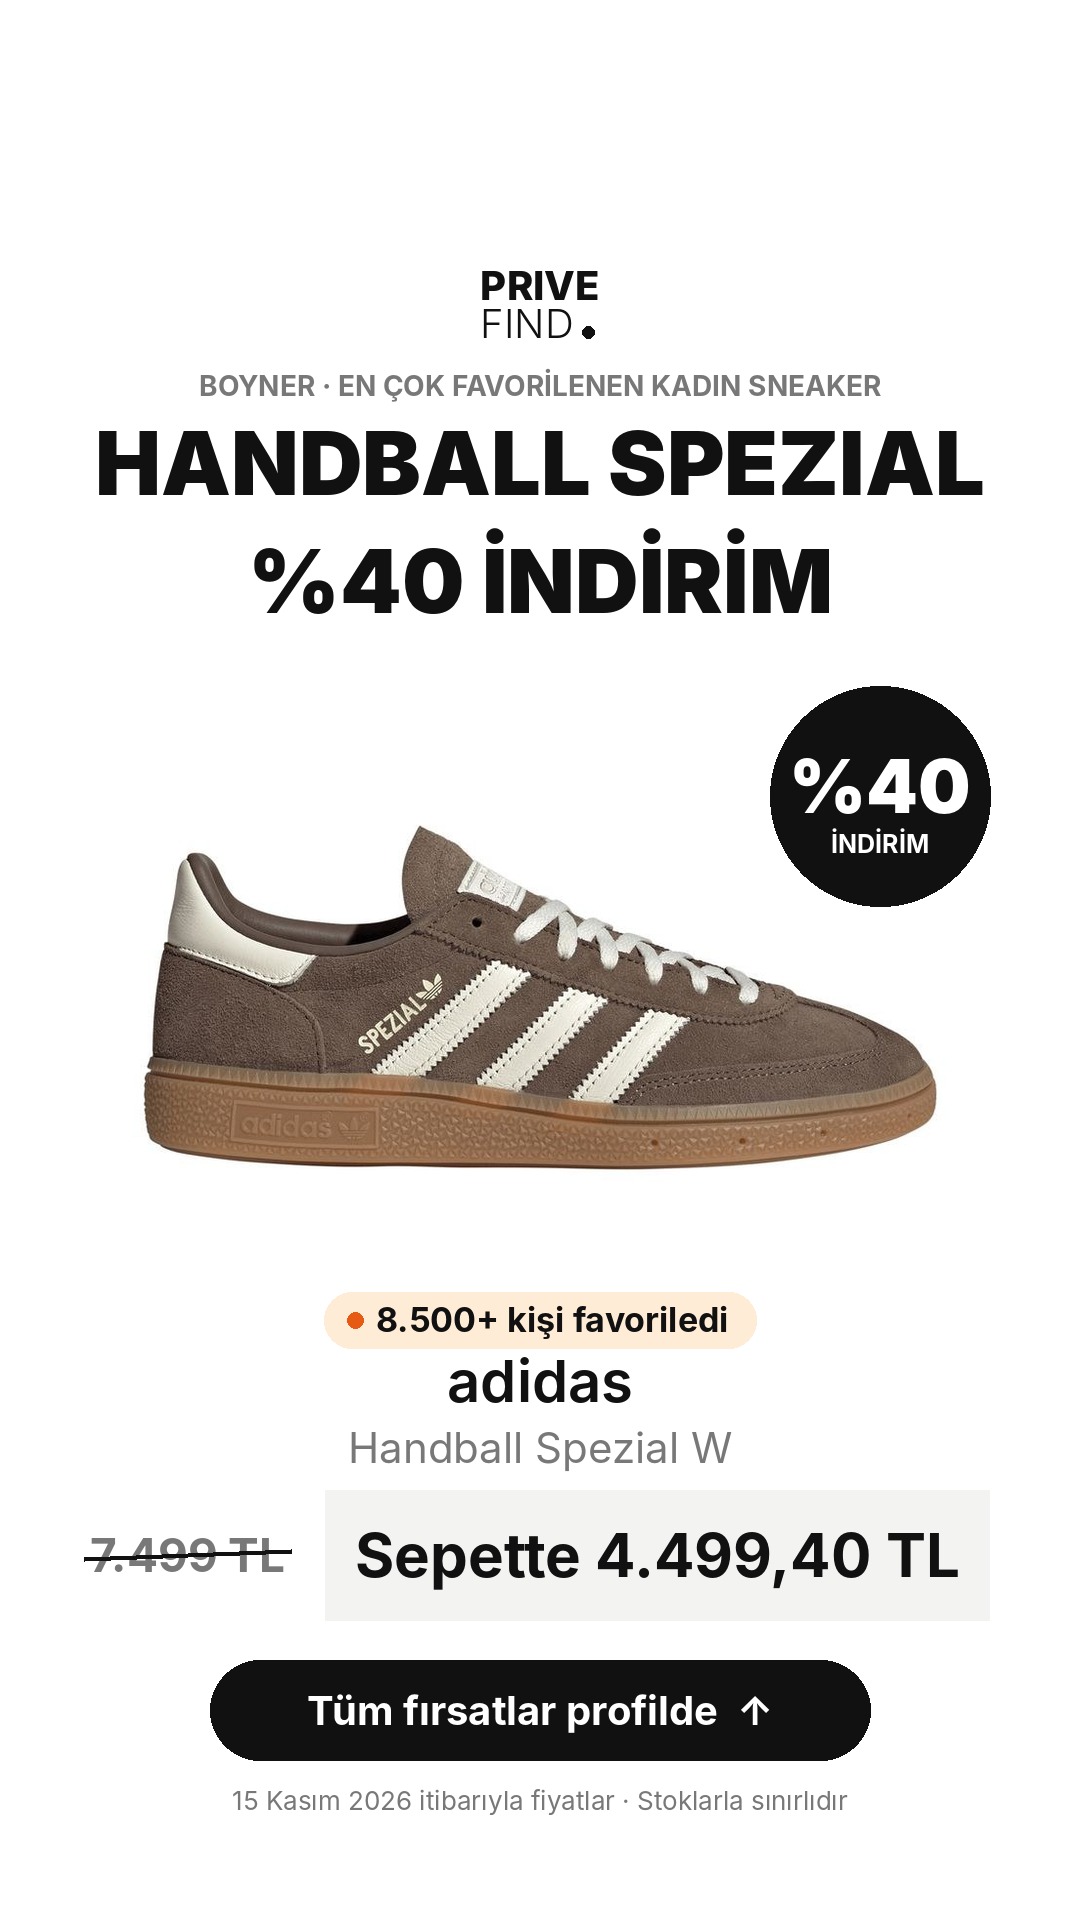 PRIVE
FIND.
BOYNER · EN ÇOK FAVORİLENEN KADIN SNEAKER
HANDBALL SPEZIAL
%40 İNDİRİM
%40
İNDİRİM
SPEZIAL
adidas
8.500+ kişi favoriledi
adidas
Handball Spezial W
7.499 TL
Sepette 4.499,40 TL
Tüm fırsatlar profilde ↑
15 Kasım 2026 itibarıyla fiyatlar · Stoklarla sınırlıdır